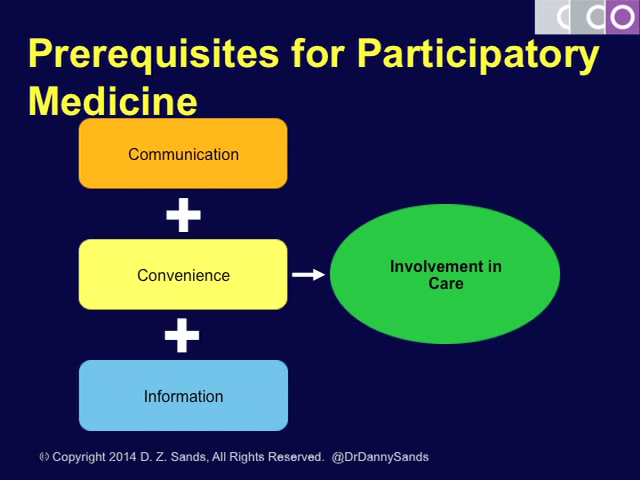 Prerequisites for Participatory
Medicine
Communication
Convenience
Involvement in
Care
Information
© Copyright 2014 D. Z. Sands, All Rights Reserved. @DrDannySands